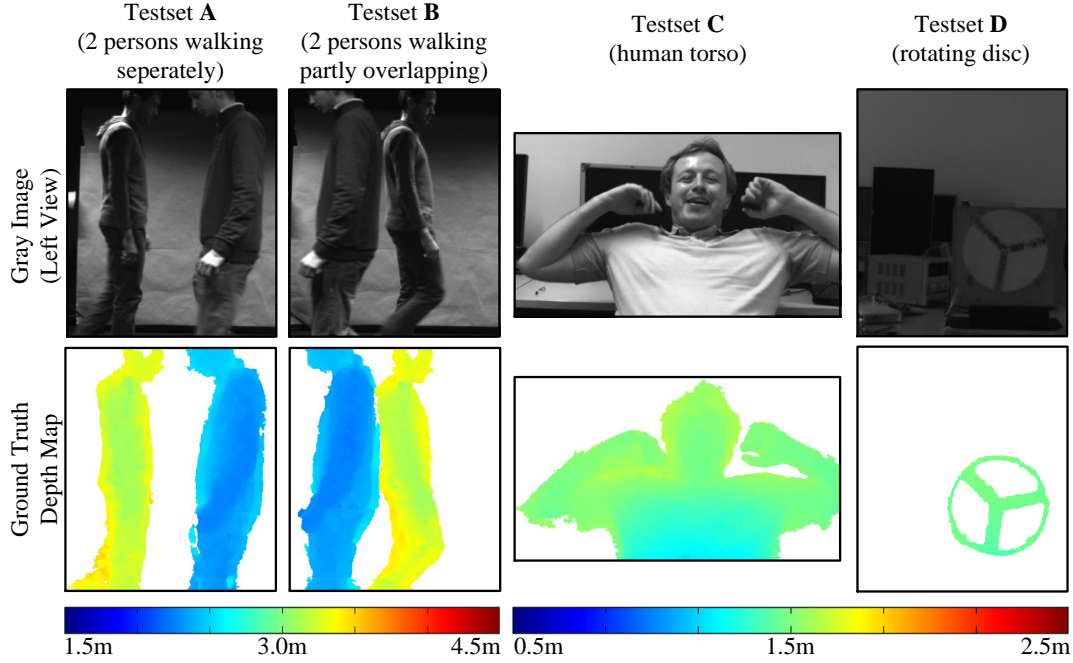 Testset A
(2 persons walking
seperately)
Testset B
(2 persons walking
partly overlapping)
Testset C
(human torso)
Testset D
(rotating disc)
Gray Image
(Left View)
Ground Truth
Depth Map
1.5m
3.0m
4.5m
0.5m
1.5m
2.5m